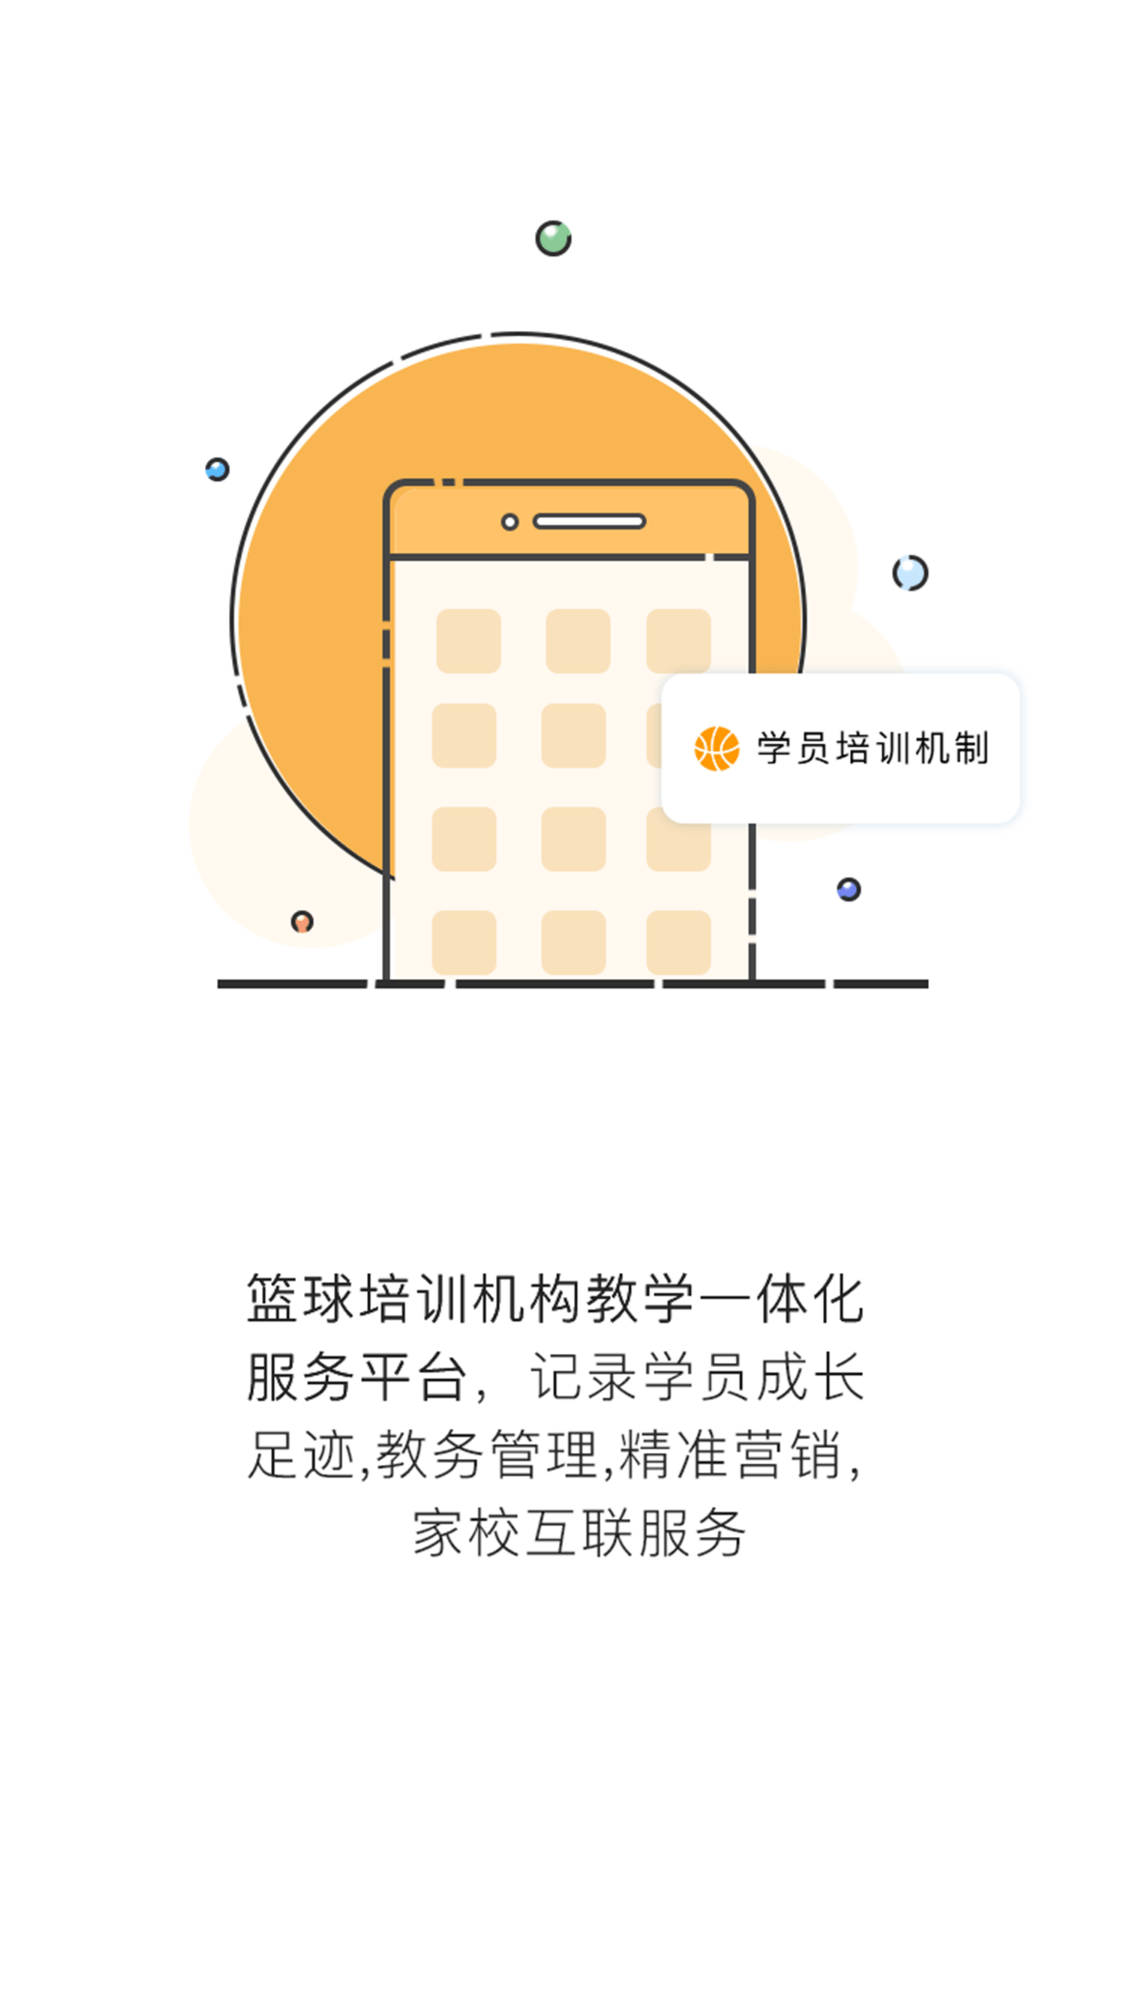 学员培训机制
篮球培训机构教学一体化
服务平台，记录学员成长
足迹,教务管理,精准营销，
家校互联服务